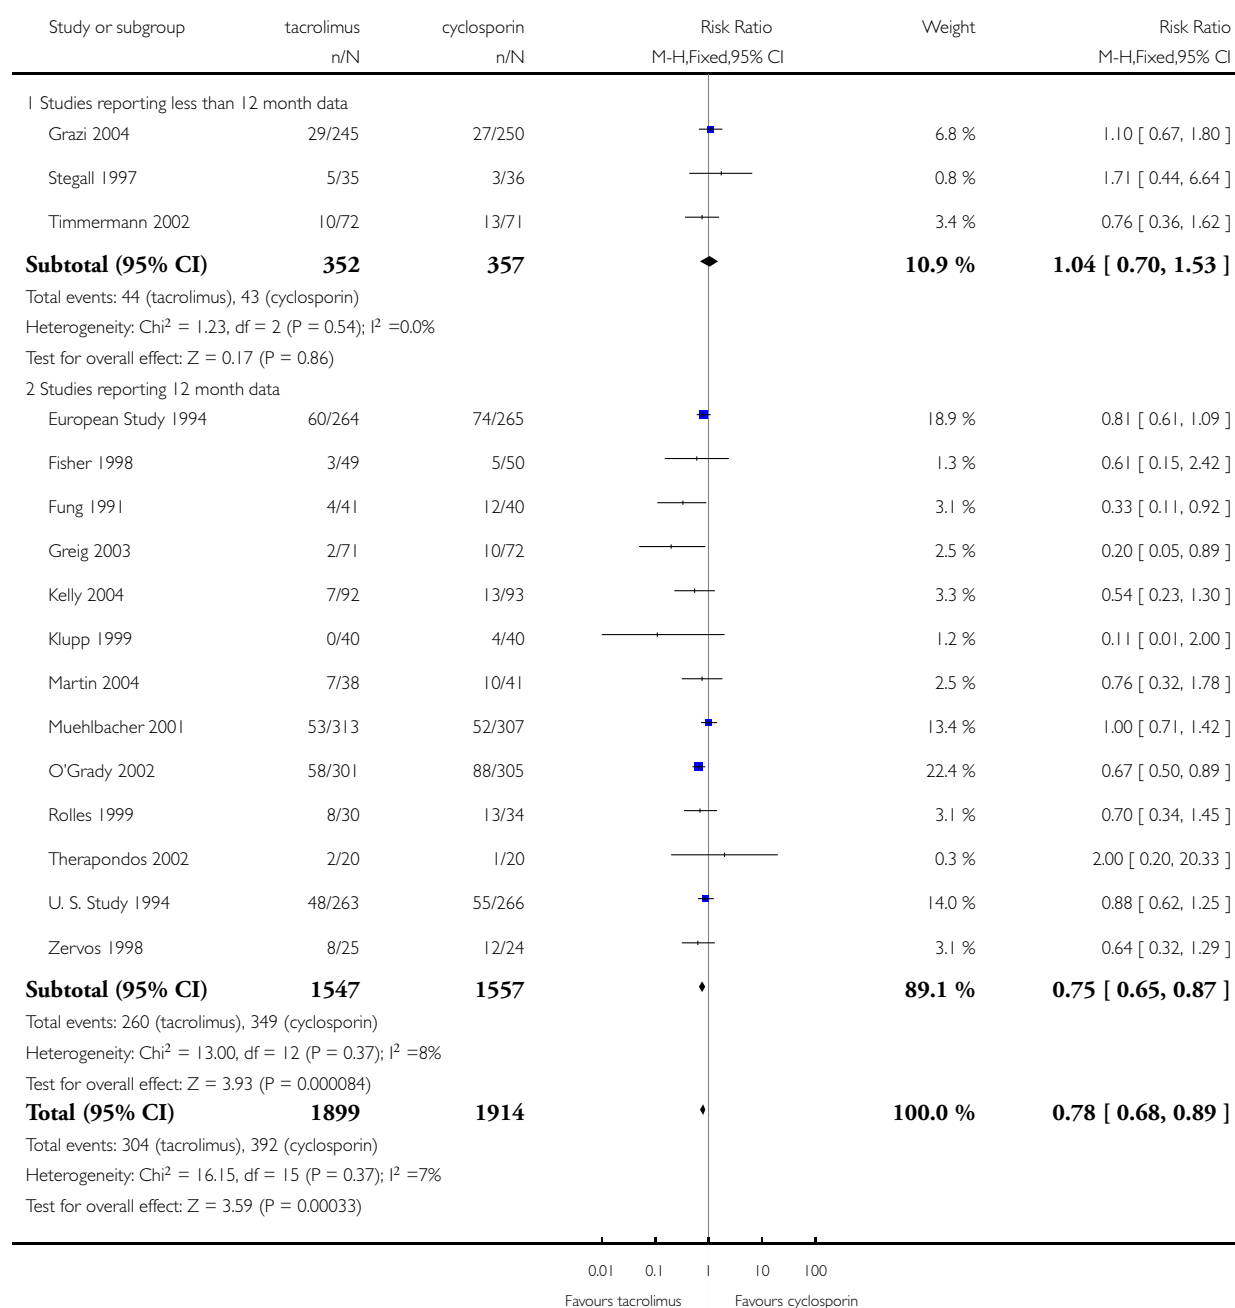 Study or subgroup tacrolimus cyclosporin Risk Ratio Weight Risk Ratio
n/N n/N M-H,Fixed,95% CI M-H,Fixed,95% CI
1 Studies reporting less than 12 month data
Grazi 2004 29/245 27/250 6.8 % 1.10 [ 0.67, 1.80 ]
Stegall 1997 5/35 3/36 0.8 % 1.71 [ 0.44, 6.64 ]
Timmermann 2002 10/72 13/71 3.4 % 0.76 [ 0.36, 1.62 ]
Subtotal (95% CI) 352 357 10.9 % 1.04 [ 0.70, 1.53 ]
Total events: 44 (tacrolimus), 43 (cyclosporin)
Heterogeneity: Chi² = 1.23, df = 2 (P = 0.54); I² =0.0%
Test for overall effect: Z = 0.17 (P = 0.86)
2 Studies reporting 12 month data
European Study 1994 60/264 74/265 18.9 % 0.81 [ 0.61, 1.09 ]
Fisher 1998 3/49 5/50 1.3 % 0.61 [ 0.15, 2.42 ]
Fung 1991 4/41 12/40 3.1 % 0.33 [ 0.11, 0.92 ]
Greig 2003 2/71 10/72 2.5 % 0.20 [ 0.05, 0.89 ]
Kelly 2004 7/92 13/93 3.3 % 0.54 [ 0.23, 1.30 ]
Klupp 1999 0/40 4/40 1.2 % 0.11 [ 0.01, 2.00 ]
Martin 2004 7/38 10/41 2.5 % 0.76 [ 0.32, 1.78 ]
Muehlbacher 2001 53/313 52/307 13.4 % 1.00 [ 0.71, 1.42 ]
O'Grady 2002 58/301 88/305 22.4 % 0.67 [ 0.50, 0.89 ]
Rolles 1999 8/30 13/34 3.1 % 0.70 [ 0.34, 1.45 ]
Therapondos 2002 2/20 1/20 0.3 % 2.00 [ 0.20, 20.33 ]
U. S. Study 1994 48/263 55/266 14.0 % 0.88 [ 0.62, 1.25 ]
Zervos 1998 8/25 12/24 3.1 % 0.64 [ 0.32, 1.29 ]
Subtotal (95% CI) 1547 1557 89.1 % 0.75 [ 0.65, 0.87 ]
Total events: 260 (tacrolimus), 349 (cyclosporin)
Heterogeneity: Chi² = 13.00, df = 12 (P = 0.37); I² =8%
Test for overall effect: Z = 3.93 (P = 0.000084)
Total (95% CI) 1899 1914 100.0 % 0.78 [ 0.68, 0.89 ]
Total events: 304 (tacrolimus), 392 (cyclosporin)
Heterogeneity: Chi² = 16.15, df = 15 (P = 0.37); I² =7%
Test for overall effect: Z = 3.59 (P = 0.00033)
0.01 0.1 1 10 100
Favours tacrolimus Favours cyclosporin